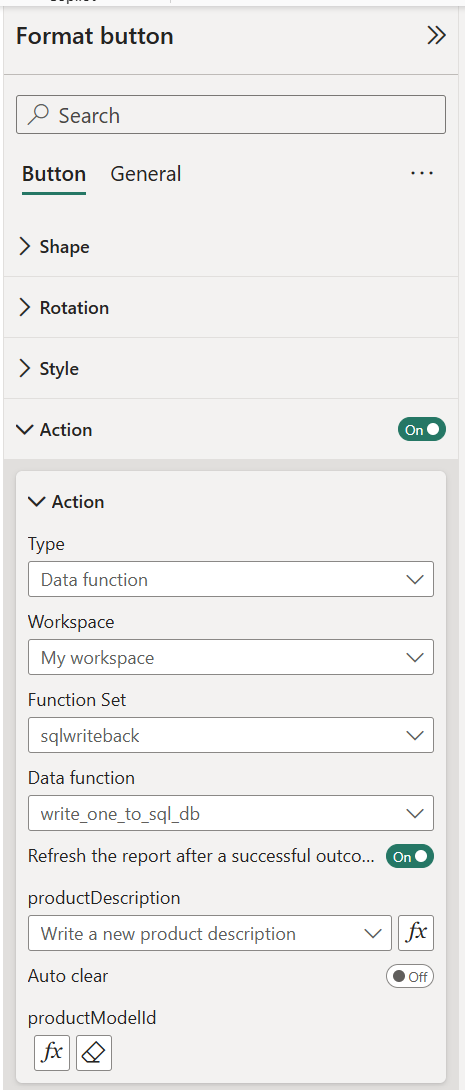 Format button
Search
Button General
Shape
Rotation
Style
Action On
Action
Type
Data function
Workspace
My workspace
Function Set
sqlwriteback
Data function
write_one_to_sql_db
Refresh the report after a successful outco... On
productDescription
Write a new product description fx
Auto clear Off
productModelId
fx